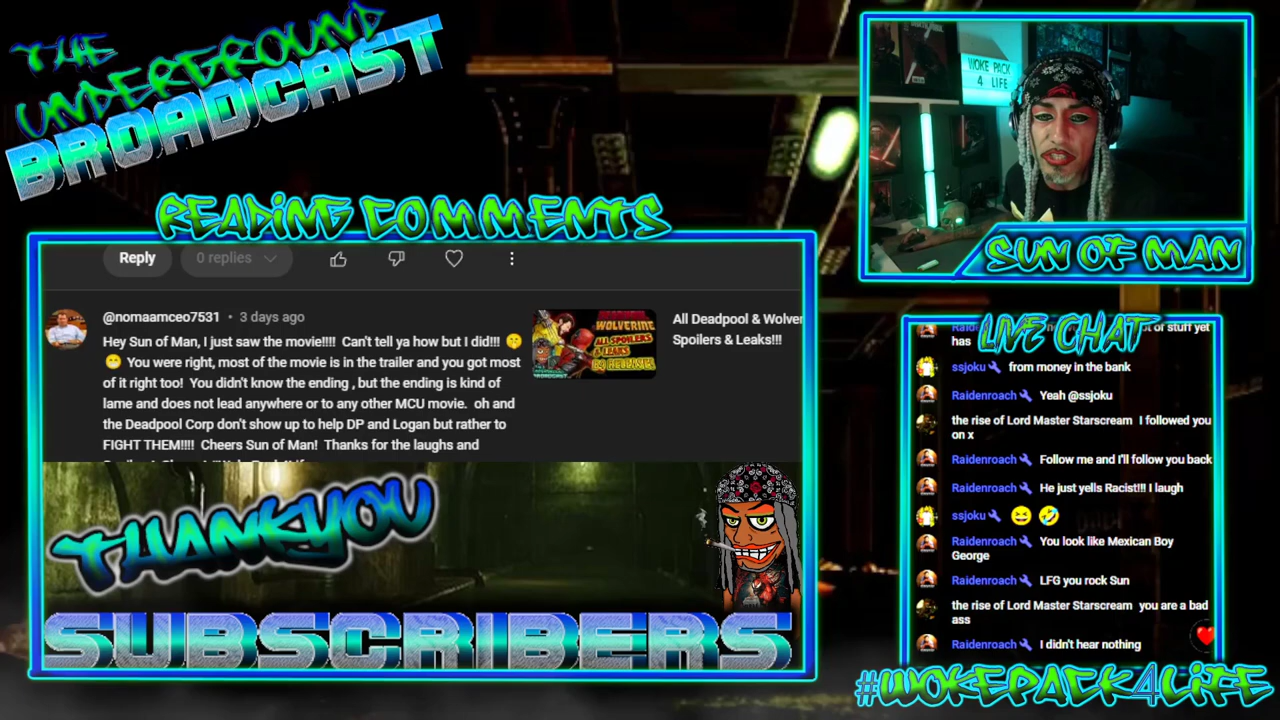 THE
UNDERGROUND
BROADCAST
READING COMMENTS
Reply
0 replies
@nomaamceo7531 • 3 days ago
Hey Sun of Man, I just saw the movie!!!! Can't tell ya how but I did!!! 🤫
😁 You were right, most of the movie is in the trailer and you got most
of it right too! You didn't know the ending , but the ending is kind of
lame and does not lead anywhere or to any other MCU movie. oh and
the Deadpool Corp don't show up to help DP and Logan but rather to
FIGHT THEM!!!! Cheers Sun of Man! Thanks for the laughs and
WOLVERINE
ALL SPOILERS
& LEAKS
All Deadpool & Wolver
Spoilers & Leaks!!!
THANKYOU
SUBSCRIBERS
WOKE PACK
4 LIFE
SUN OF MAN
LIVE CHAT
of stuff yet
has
ssjoku from money in the bank
Raidenroach Yeah @ssjoku
the rise of Lord Master Starscream I followed you
on x
Raidenroach Follow me and I'll follow you back
Raidenroach He just yells Racist!!! I laugh
ssjoku 😆 🤣
Raidenroach You look like Mexican Boy
George
Raidenroach LFG you rock Sun
the rise of Lord Master Starscream you are a bad
ass
Raidenroach I didn't hear nothing
#WOKEPACK4LIFE